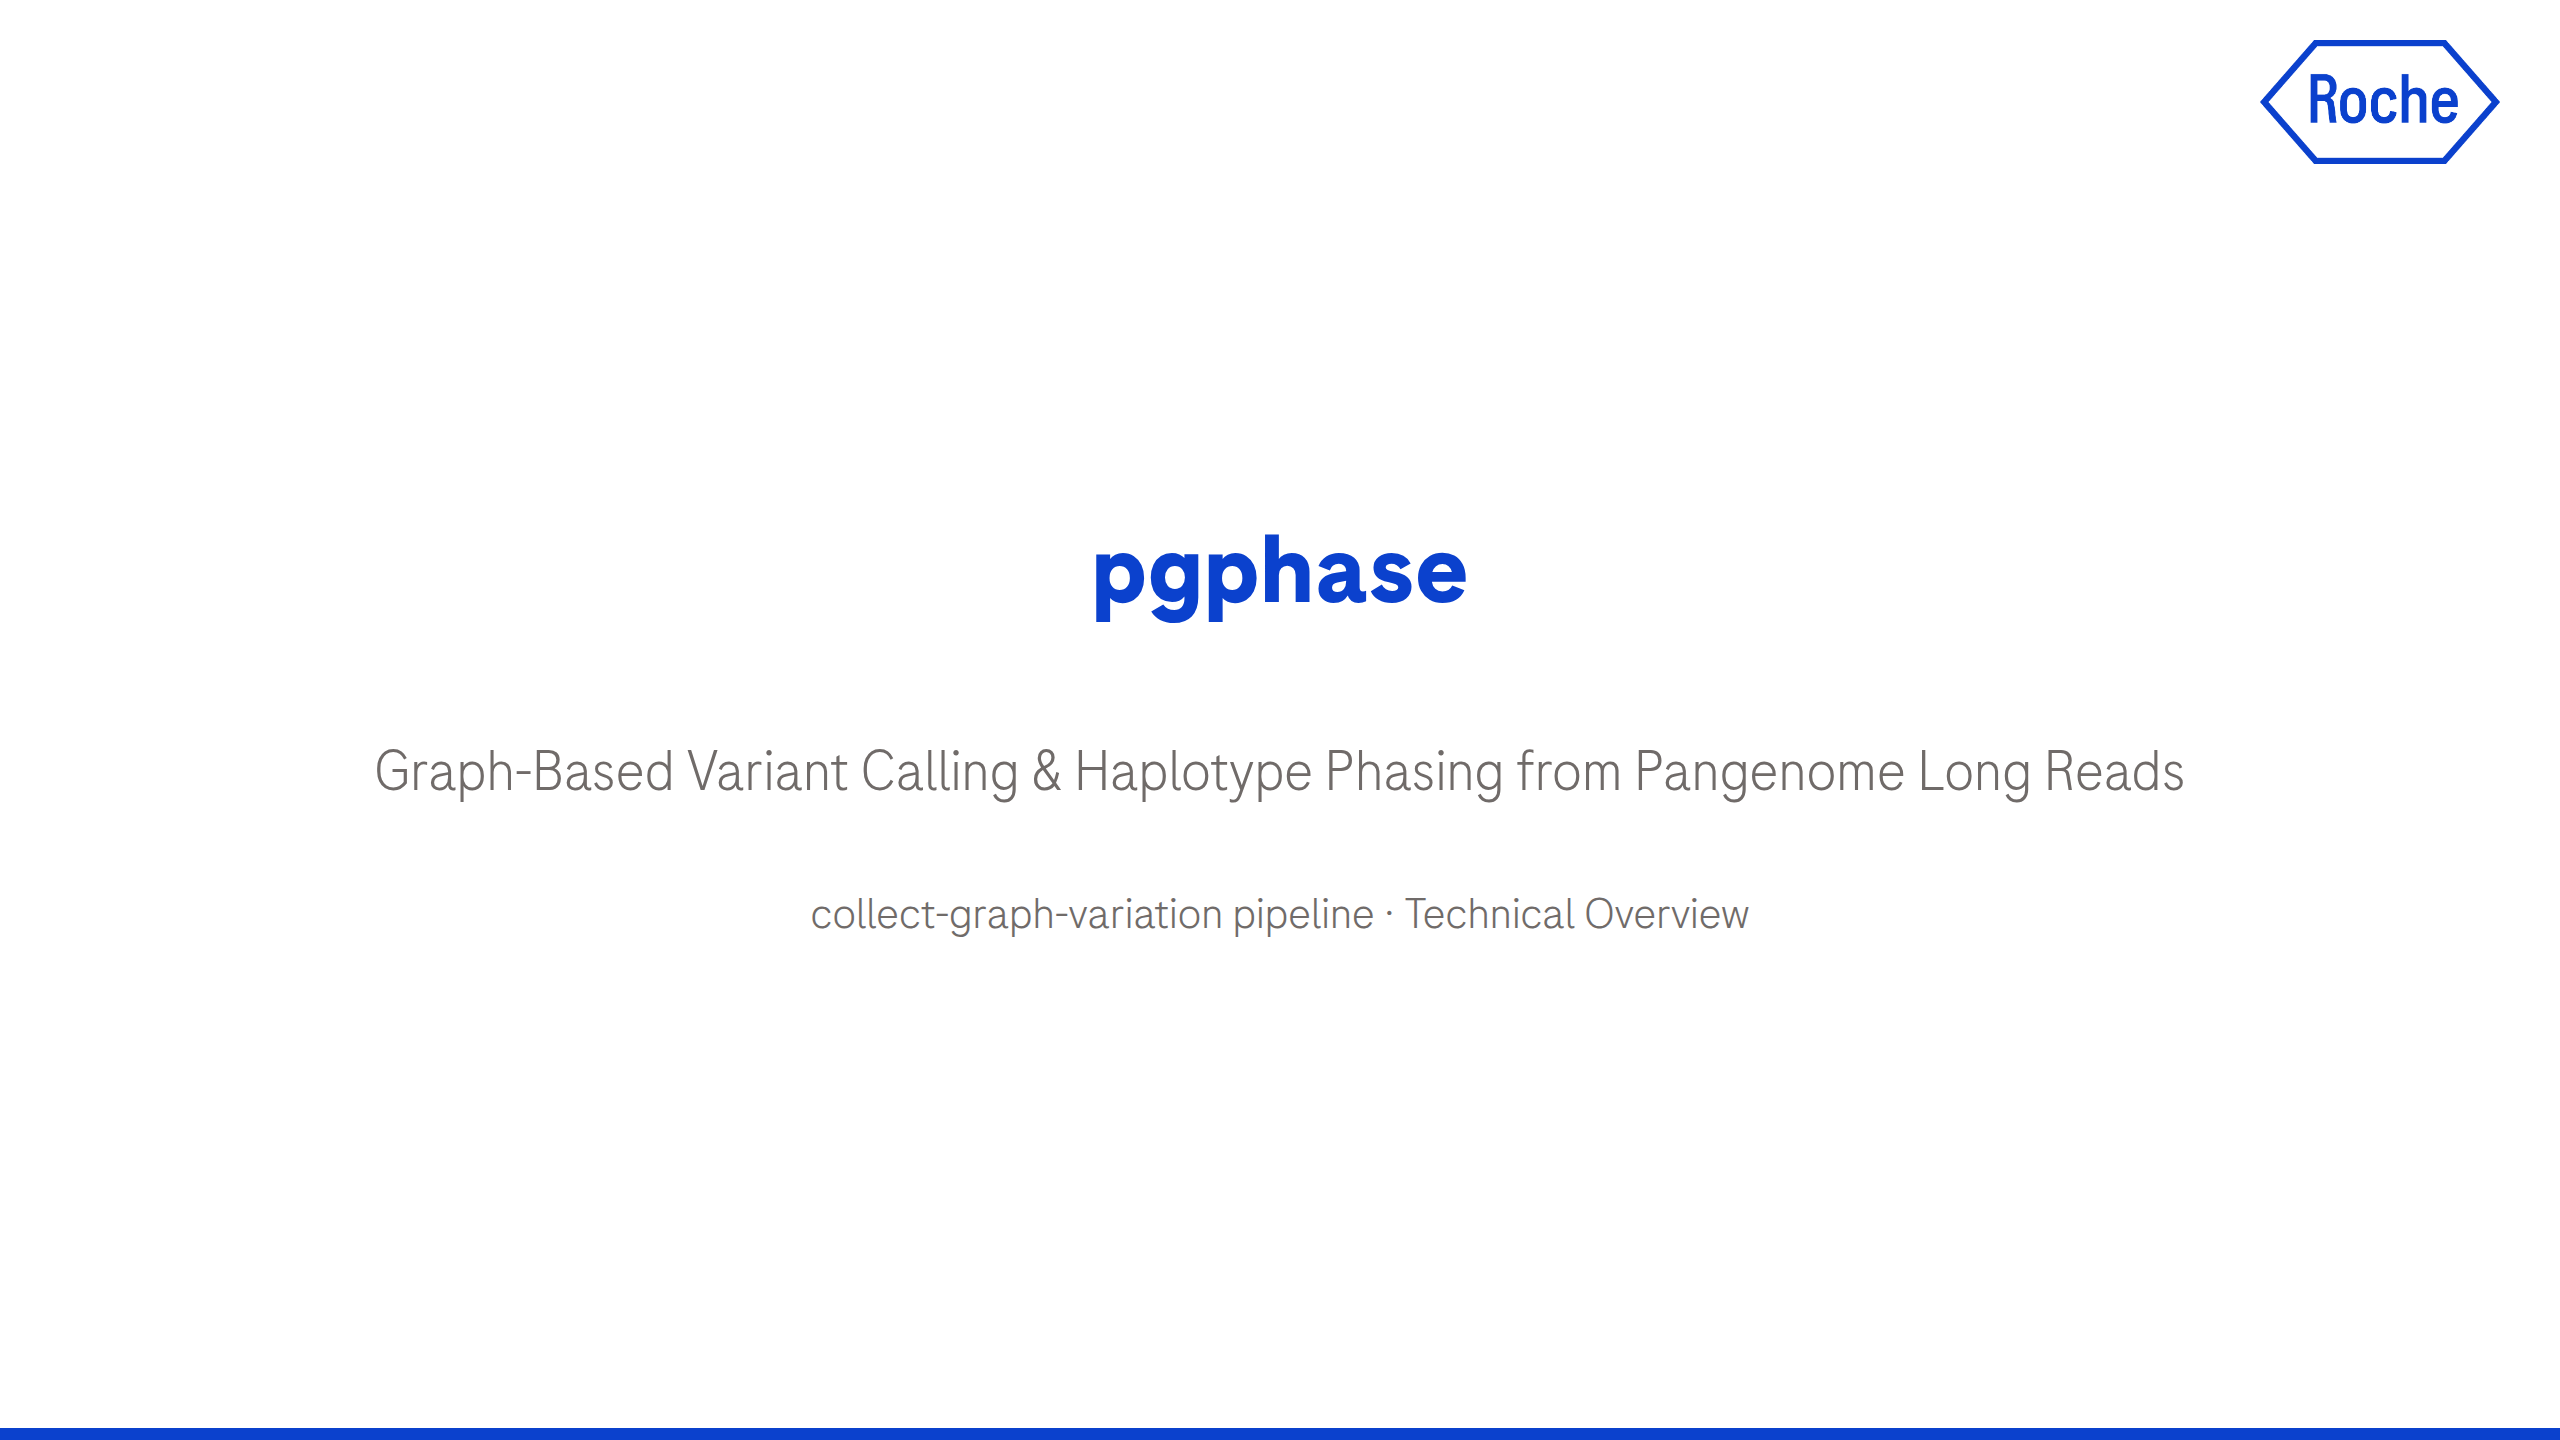 Roche
pgphase
Graph-Based Variant Calling & Haplotype Phasing from Pangenome Long Reads
collect-graph-variation pipeline · Technical Overview